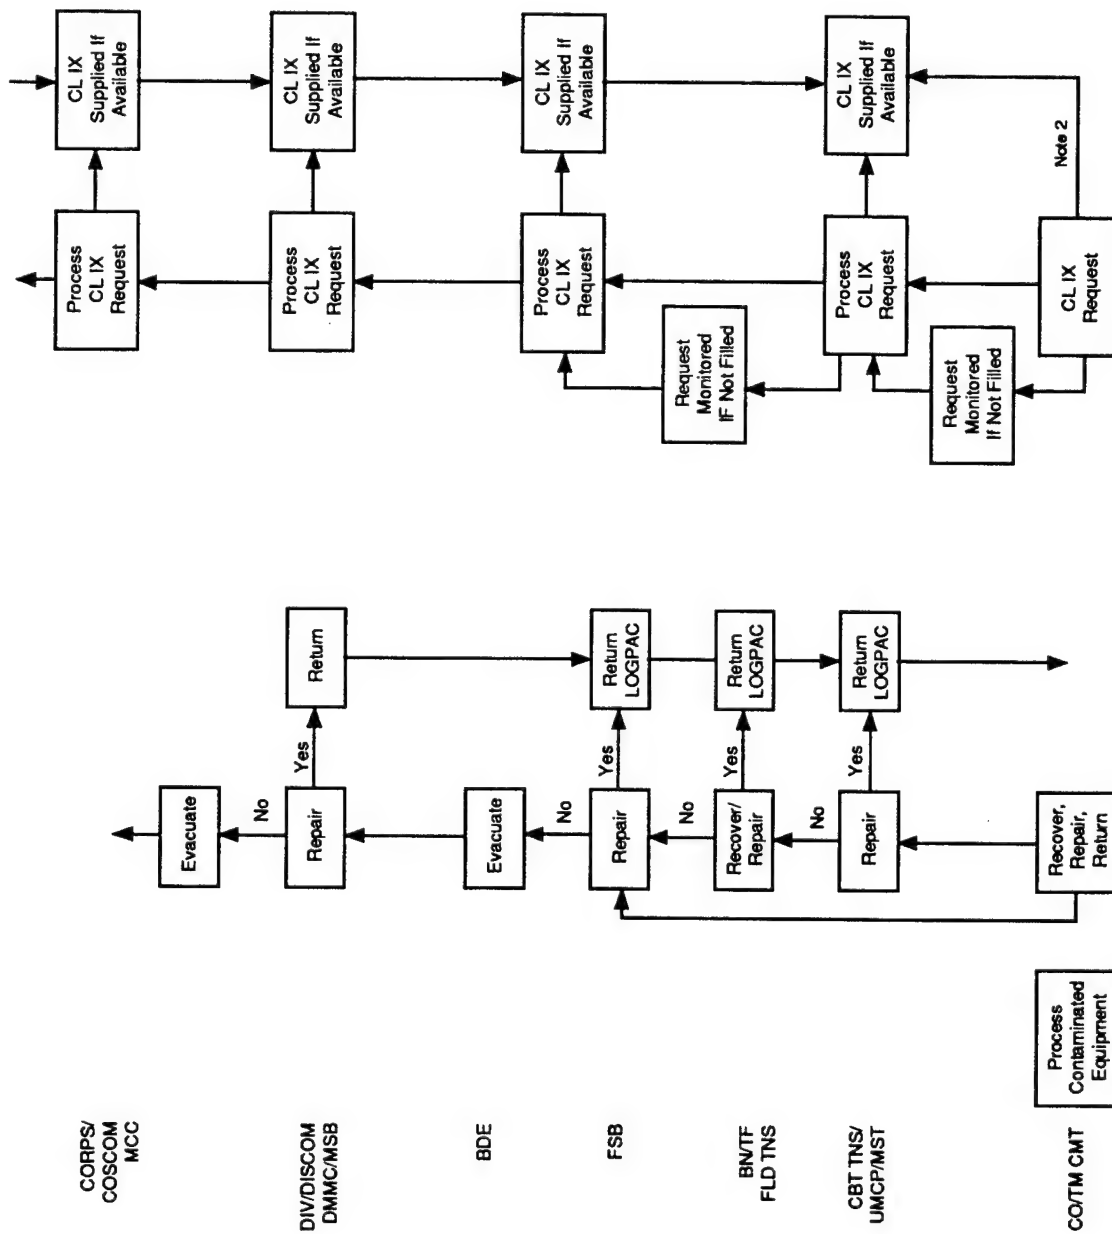 CO/TM CMT
CBT TNS/
UMCP/MST
BN/TF
FLD TNS
FSB
BDE
DIV/DISCOM
DMMC/MSB
CORPS/
COSCOM
MCC
Process
Contaminated
Equipment
Recover,
Repair,
Return
Repair
No
Recover/
Repair
No
Repair
No
Evacuate
Repair
No
Evacuate
Yes
Yes
Yes
Yes
Return
LOGPAC
Return
LOGPAC
Return
LOGPAC
Return
Request
Monitored
If Not Filled
Request
Monitored
IF Not Filled
CL IX
Request
Process
CL IX
Request
Process
CL IX
Request
Process
CL IX
Request
Process
CL IX
Request
Note 2
CL IX
Supplied If
Available
CL IX
Supplied If
Available
CL IX
Supplied If
Available
CL IX
Supplied If
Available